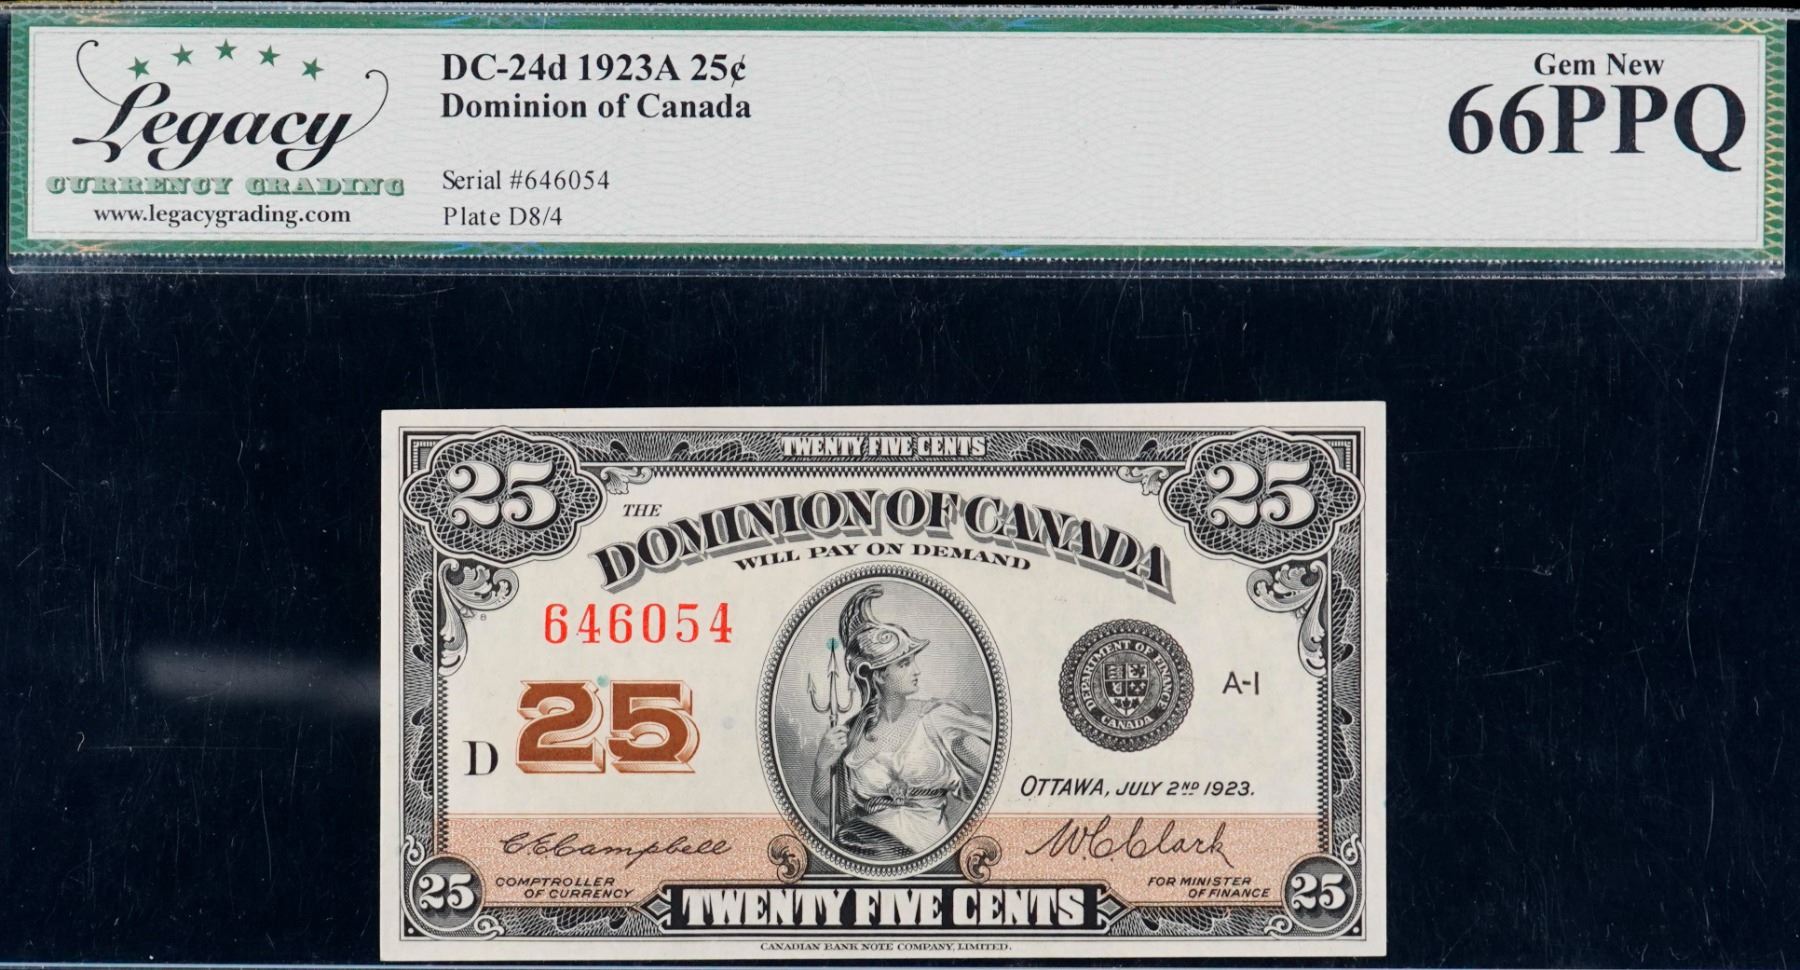 Legacy
CURRENCY GRADING
www.legacygrading.com
DC-24d 1923A 25¢
Dominion of Canada
Serial #646054
Plate D8/4
Gem New
66PPQ
TWENTY FIVE CENTS
25 25
THE
DOMINION OF CANADA
WILL PAY ON DEMAND
646054
DEPARTMENT OF FINANCE
CANADA
A-1
D 25
OTTAWA, JULY 2ND 1923.
C.E. Campbell
W.C. Clark
COMPTROLLER
OF CURRENCY
FOR MINISTER
OF FINANCE
25 TWENTY FIVE CENTS 25
CANADIAN BANK NOTE COMPANY, LIMITED.